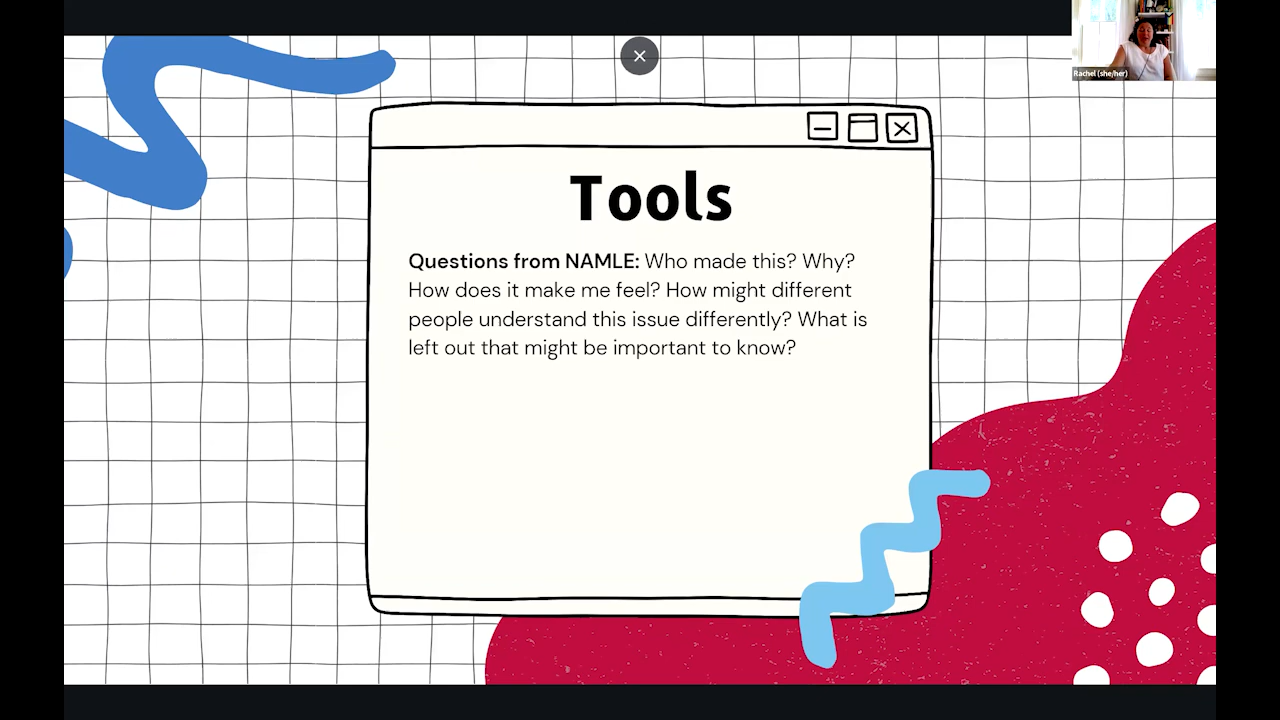 Rachel (she/her)
Tools
Questions from NAMLE: Who made this? Why?
How does it make me feel? How might different
people understand this issue differently? What is
left out that might be important to know?